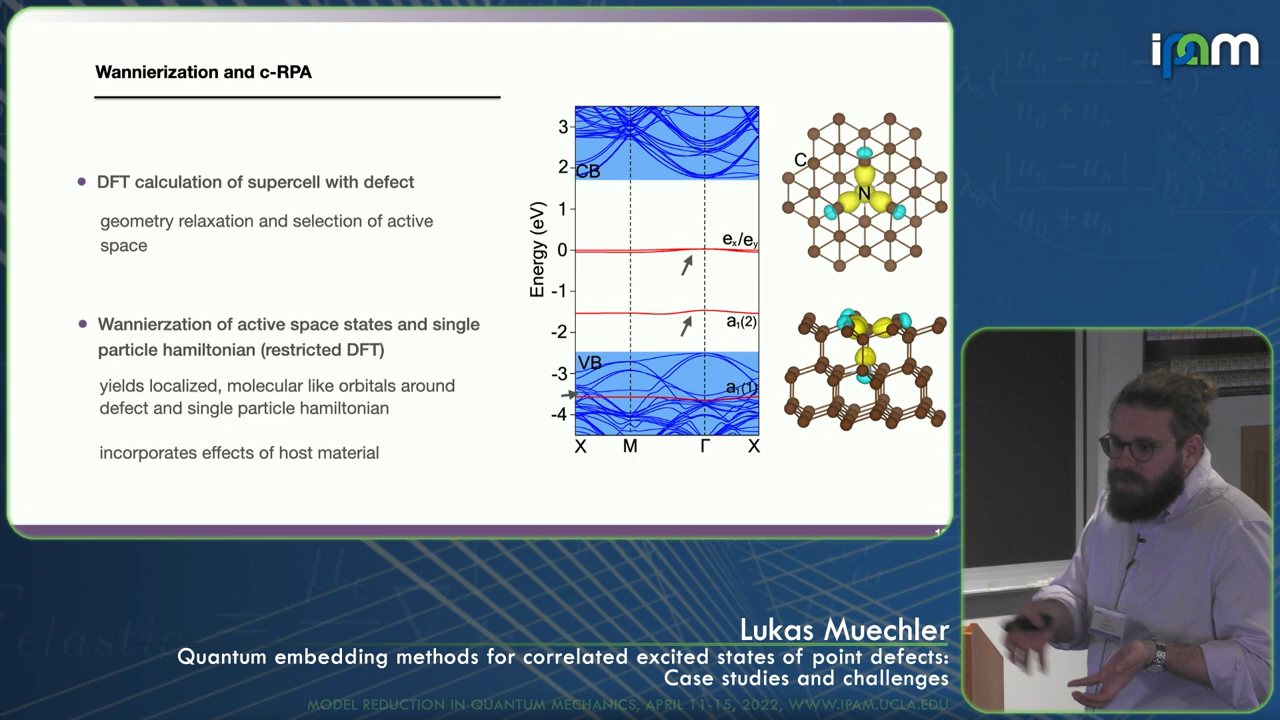 ipam
Wannierization and c-RPA
DFT calculation of supercell with defect
geometry relaxation and selection of active
space
Wannierzation of active space states and single
particle hamiltonian (restricted DFT)
yields localized, molecular like orbitals around
defect and single particle hamiltonian
incorporates effects of host material
Energy (eV)
3
2
1
0
-1
-2
-3
-4
CB
eₓ/eᵧ
a₁(2)
VB
a₁(1)
X M Γ X
C
N
Lukas Muechler
Quantum embedding methods for correlated excited states of point defects:
Case studies and challenges
MODEL REDUCTION IN QUANTUM MECHANICS, APRIL 11-15, 2022, WWW.IPAM.UCLA.EDU